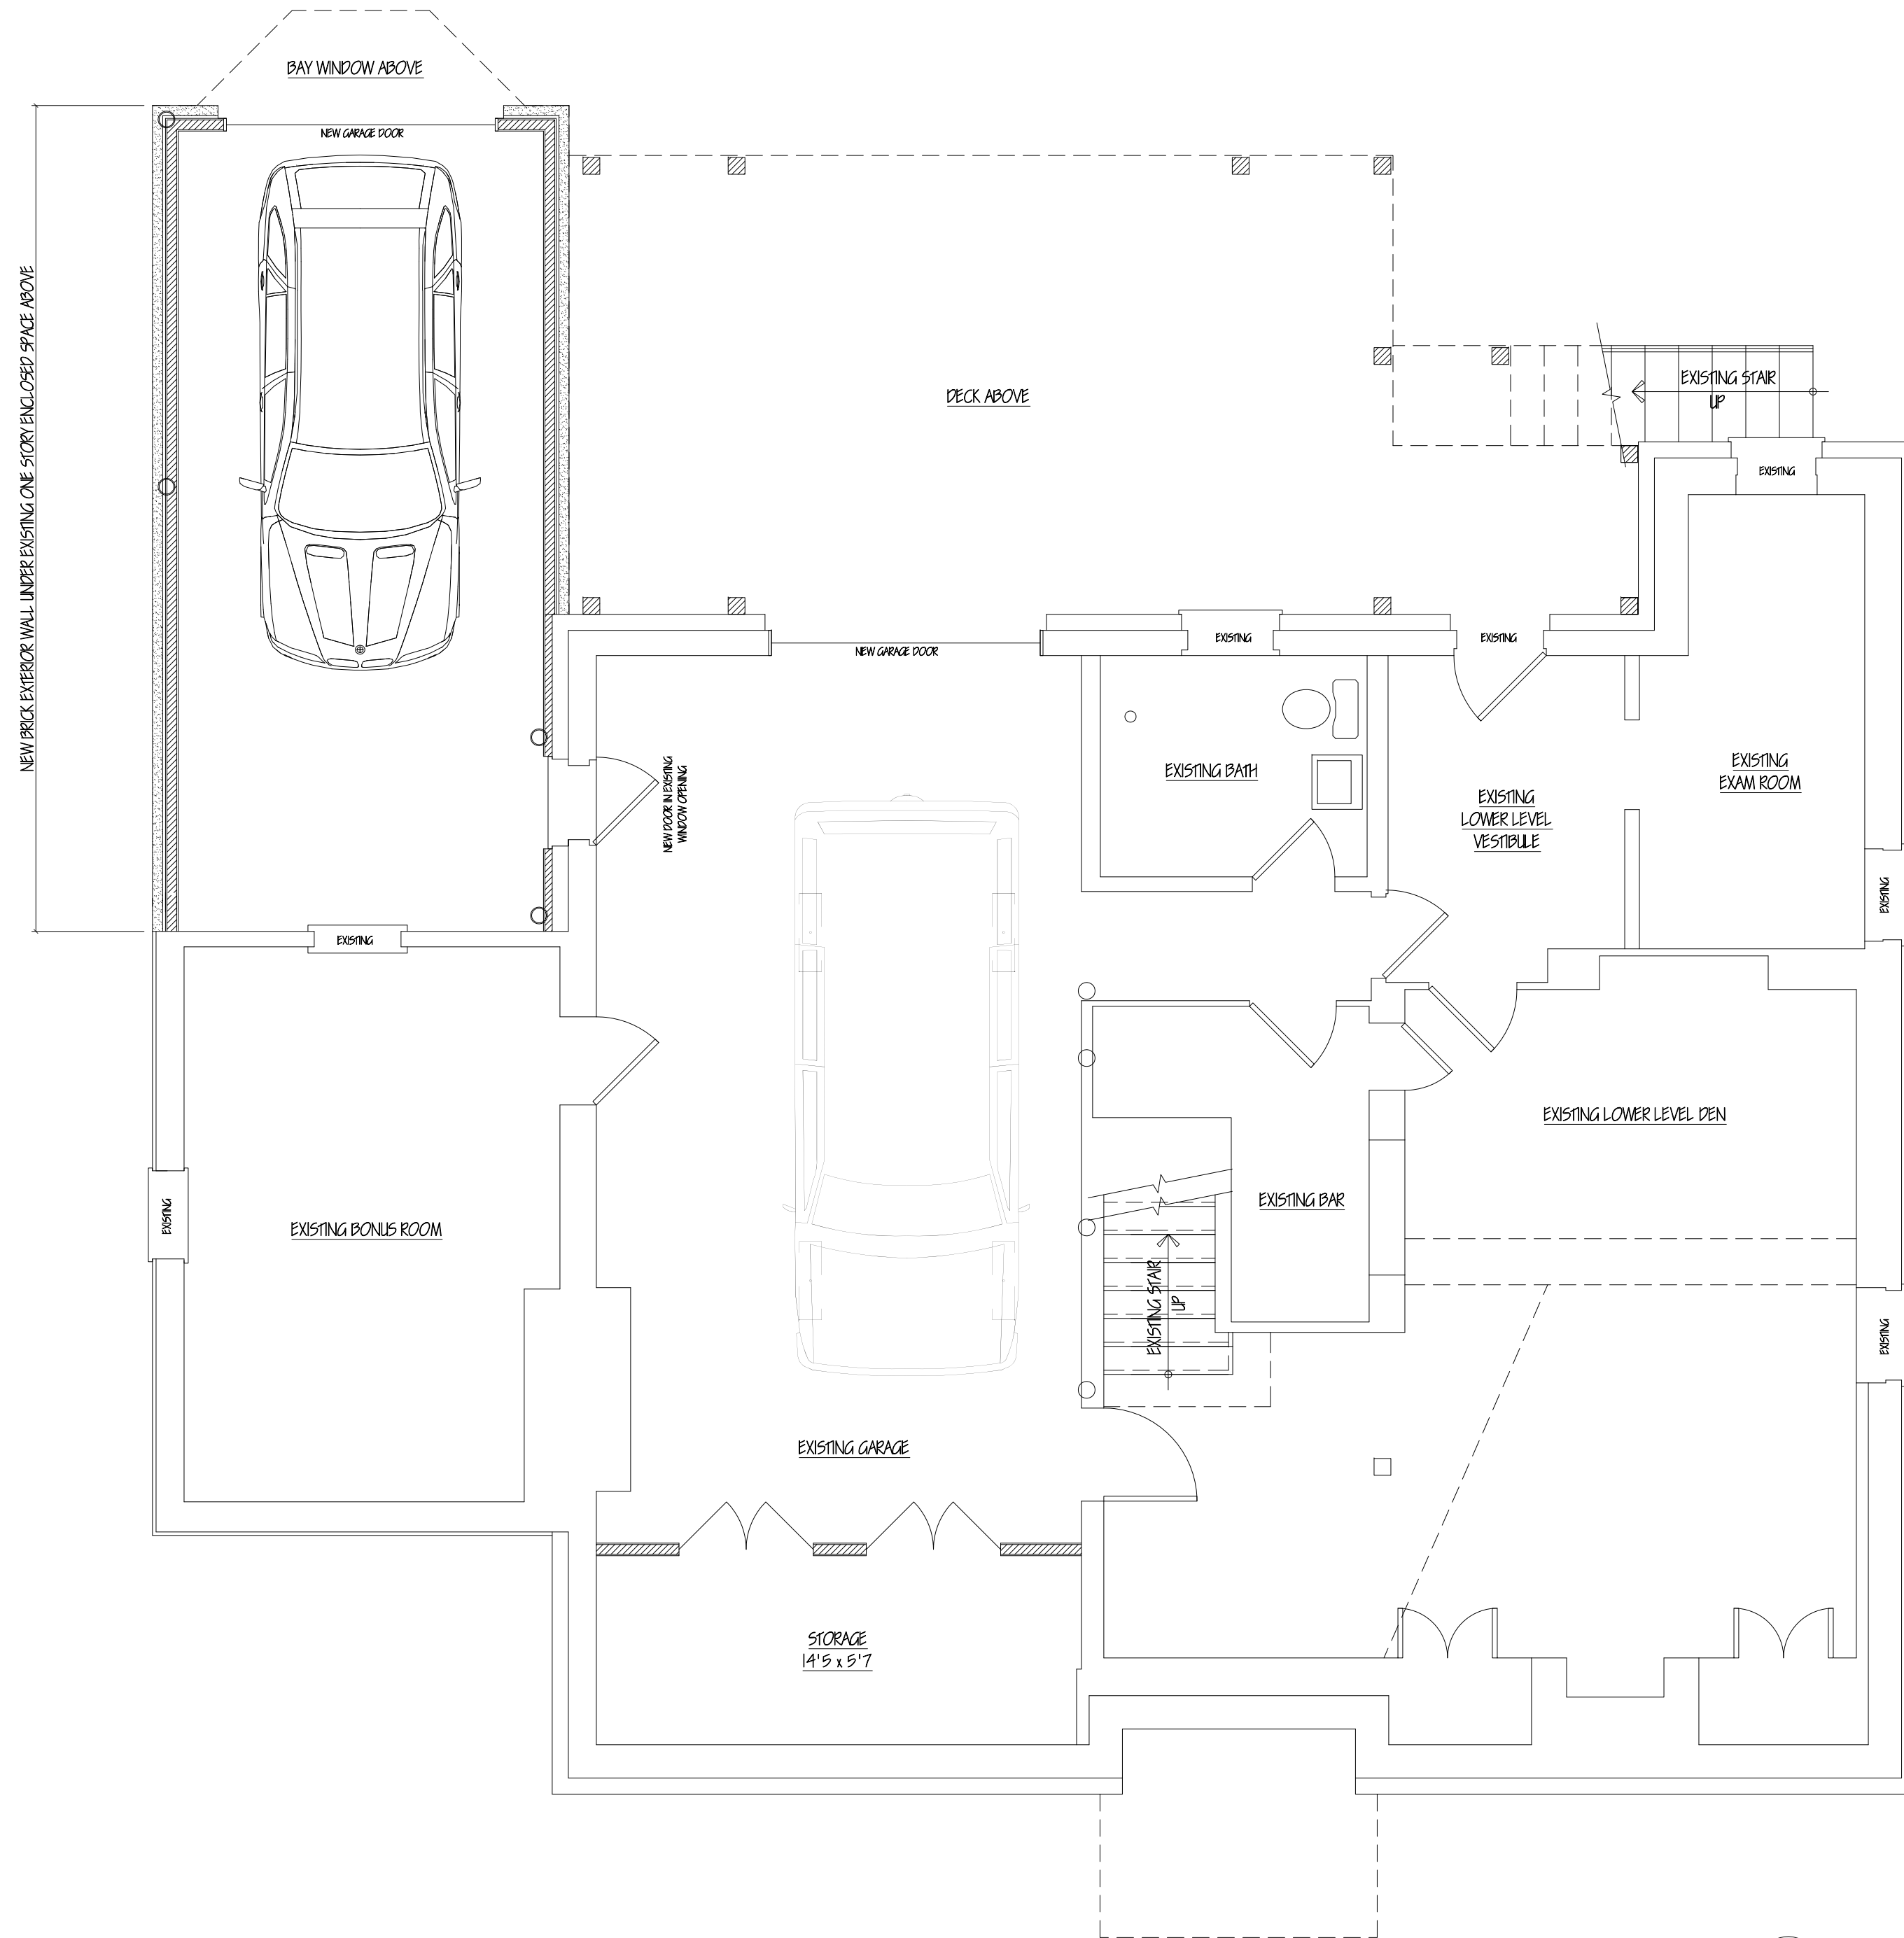 BAY WINDOW ABOVE
NEW GARAGE DOOR
NEW BRICK EXTERIOR WALL UNDER EXISTING ONE STORY ENCLOSED SPACE ABOVE
DECK ABOVE
EXISTING STAIR
UP
EXISTING
NEW GARAGE DOOR
EXISTING
EXISTING
NEW DOOR IN EXISTING
WINDOW OPENING
EXISTING BATH
EXISTING
LOWER LEVEL
VESTIBULE
EXISTING
EXAM ROOM
EXISTING
EXISTING
EXISTING LOWER LEVEL DEN
EXISTING
EXISTING BONUS ROOM
EXISTING BAR
EXISTING STAIR
UP
EXISTING
EXISTING GARAGE
STORAGE
14'5 x 5'7